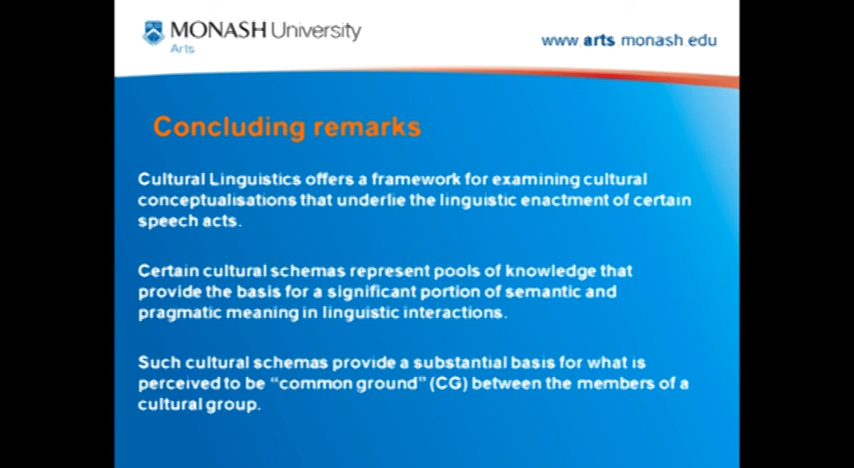 MONASH University
Arts
www arts monash edu
Concluding remarks
Cultural Linguistics offers a framework for examining cultural
conceptualisations that underlie the linguistic enactment of certain
speech acts.
Certain cultural schemas represent pools of knowledge that
provide the basis for a significant portion of semantic and
pragmatic meaning in linguistic interactions.
Such cultural schemas provide a substantial basis for what is
perceived to be “common ground” (CG) between the members of a
cultural group.